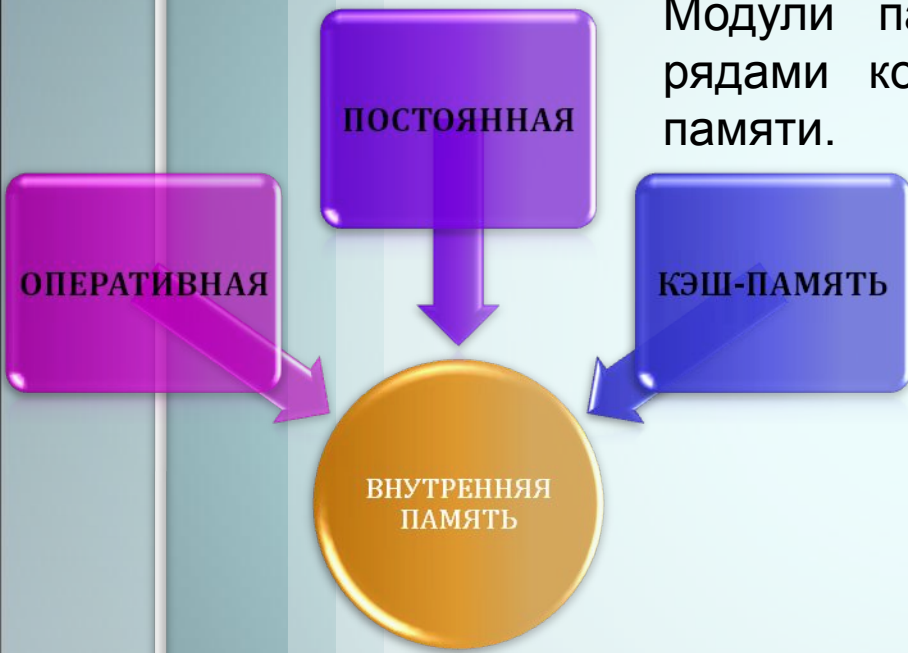 Модули
рядами
памяти.
ПОСТОЯННАЯ
ОПЕРАТИВНАЯ
КЭШ-ПАМЯТЬ
ВНУТРЕННЯЯ
ПАМЯТЬ